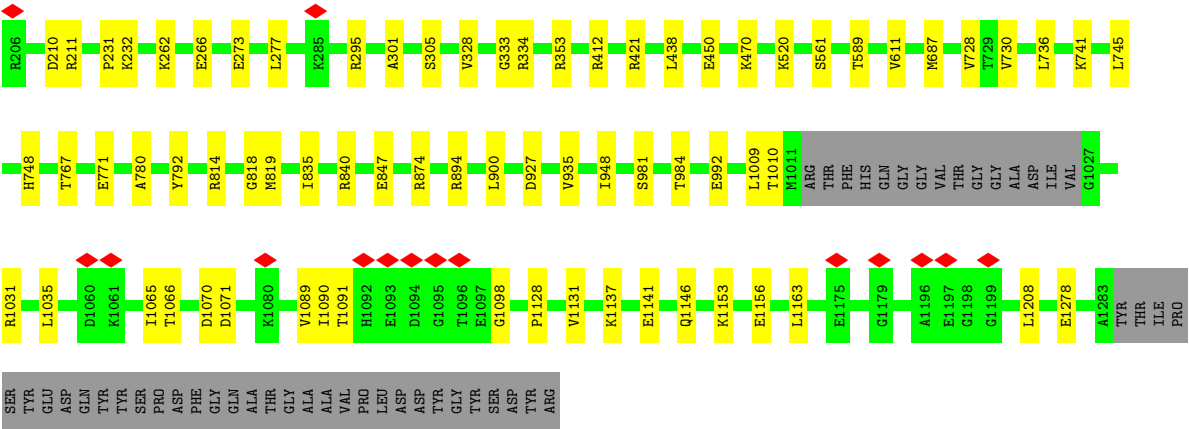 R206 D210 R211 P231 K232 K262 E266 E273 L277 K285 R295 A301 S305 V328 G333 R334 R353 R412 R421 L438 E450 K470 K520 S561 T589 V611 M687 V728 T729 V730 L736 K741 L745
H748 T767 E771 A780 Y792 R814 G818 M819 I835 R840 E847 R874 R894 L900 D927 V935 I948 S981 T984 E992 L1009 T1010 M1011 ARG THR PHE HIS GLN GLY GLY VAL THR GLY GLY ALA ASP ILE VAL G1027
R1031 L1035 D1060 K1061 I1065 T1066 D1070 D1071 K1080 V1089 I1090 T1091 H1092 E1093 D1094 G1095 T1096 E1097 G1098 P1128 V1131 K1137 E1141 Q1146 K1153 E1156 L1163 E1175 G1179 A1196 E1197 G1198 G1199 L1208 E1278 A1283 TYR THR ILE PRO
SER TYR GLU ASP GLN TYR TYR SER PRO ASP PHE GLY GLN ALA THR GLY ALA ALA VAL PRO LEU ASP ASP TYR GLY TYR SER ASP TYR ARG